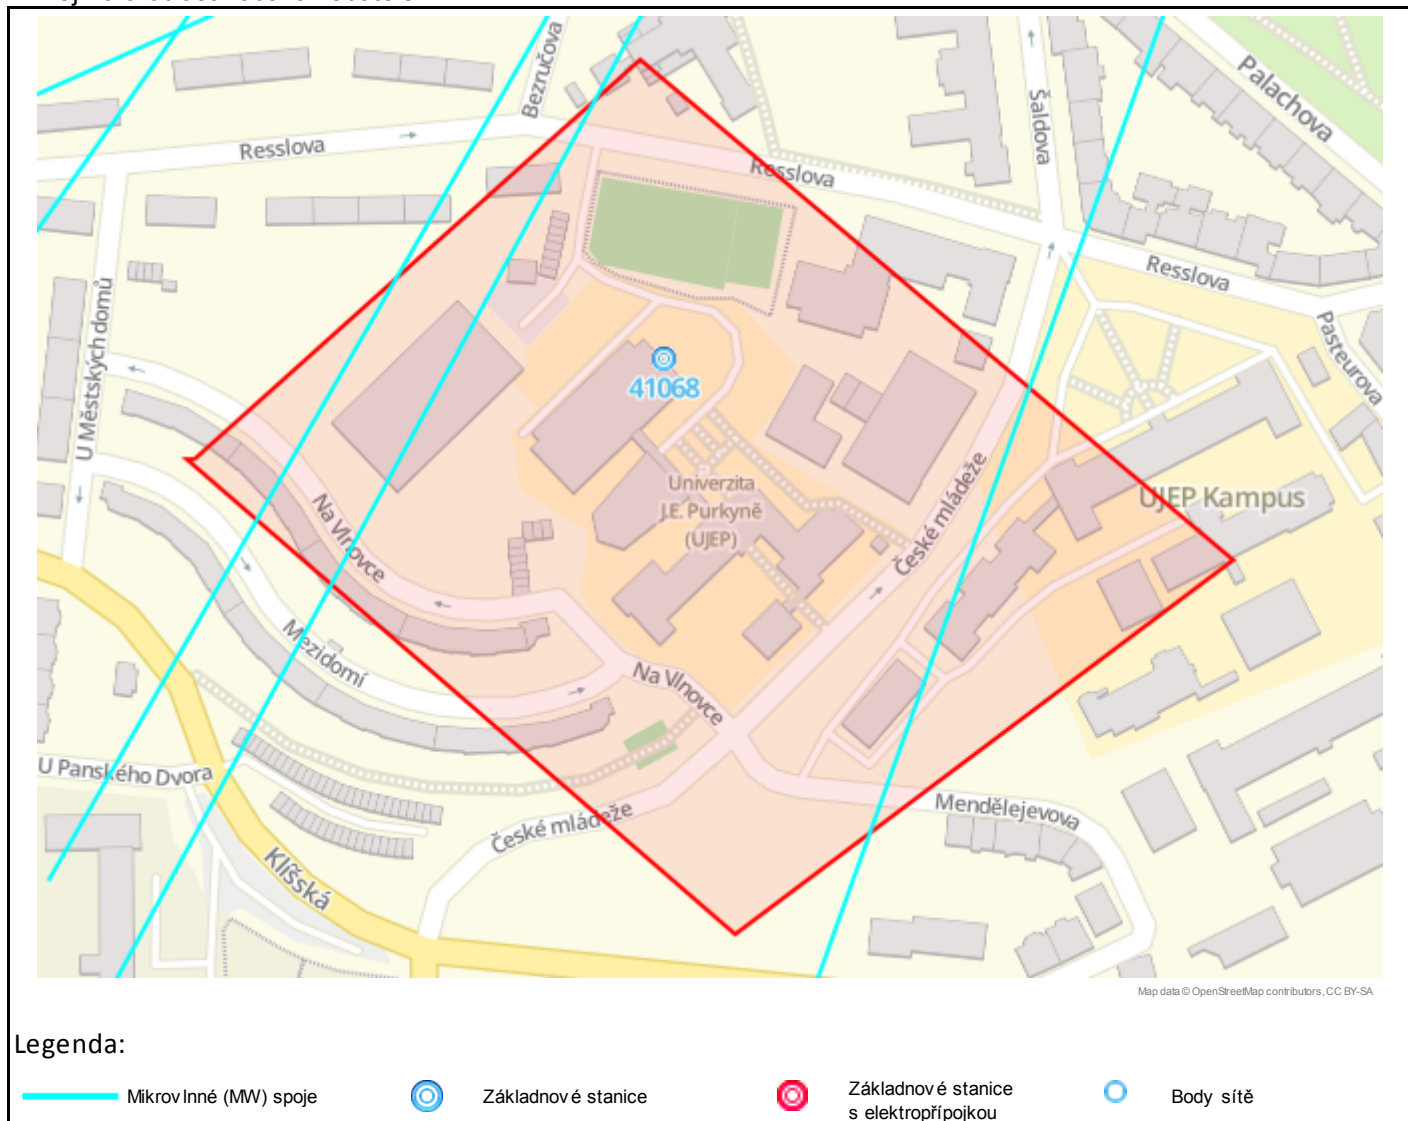 Bezručova
Palachova
Šaldova
Resslova
Resslova
Resslova
U Městských domů
Pasteurova
41068
Univerzita
J.E. Purkyně
(UJEP)
UJEP Kampus
České mládeže
Na Vlnovce
Mezidomí
Na Vlnovce
U Panského Dvora
České mládeže
Mendělejevova
Klíšská
Map data © OpenStreetMap contributors, CC BY-SA
Legenda:
Mikrovlnné (MW) spoje
Základnové stanice
Základnové stanice
s elektropřípojkou
Body sítě